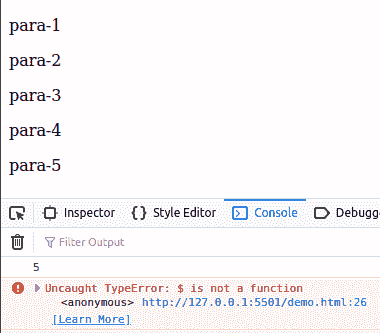 para-1
para-2
para-3
para-4
para-5
Inspector Style Editor Console Debugge
Filter Output
5
Uncaught TypeError: $ is not a function
<anonymous> http://127.0.0.1:5501/demo.html:26
[Learn More]